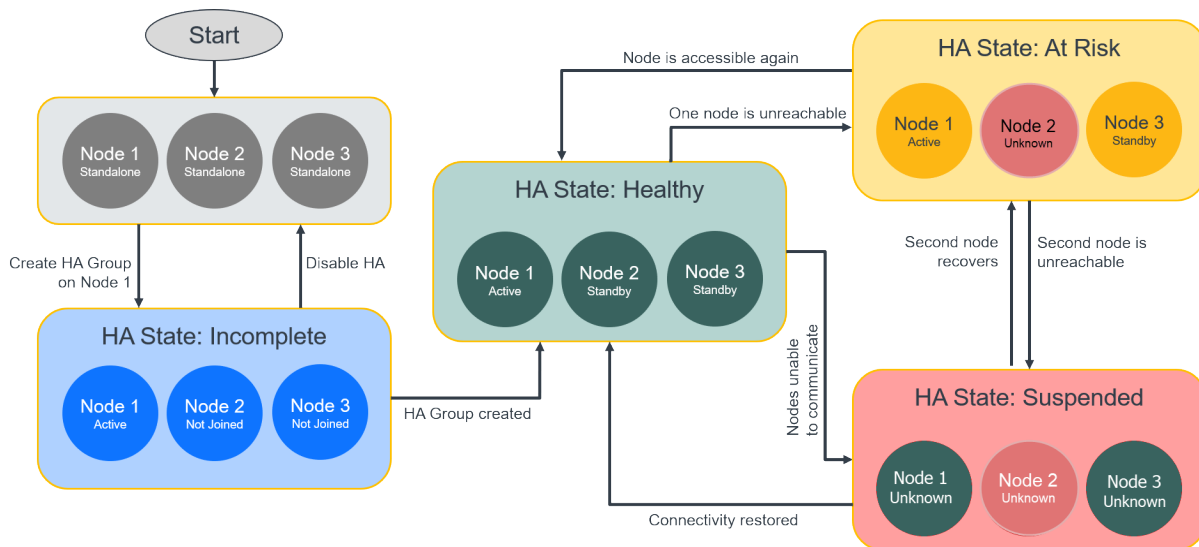 Start
Node 1
Standalone
Node 2
Standalone
Node 3
Standalone
Create HA Group
on Node 1
Disable HA
HA State: Incomplete
Node 1
Active
Node 2
Not Joined
Node 3
Not Joined
HA Group created
HA State: Healthy
Node 1
Active
Node 2
Standby
Node 3
Standby
Node is accessible again
One node is unreachable
HA State: At Risk
Node 1
Active
Node 2
Unknown
Node 3
Standby
Second node
recovers
Second node is
unreachable
Nodes unable
to communicate
HA State: Suspended
Node 1
Unknown
Node 2
Unknown
Node 3
Unknown
Connectivity restored